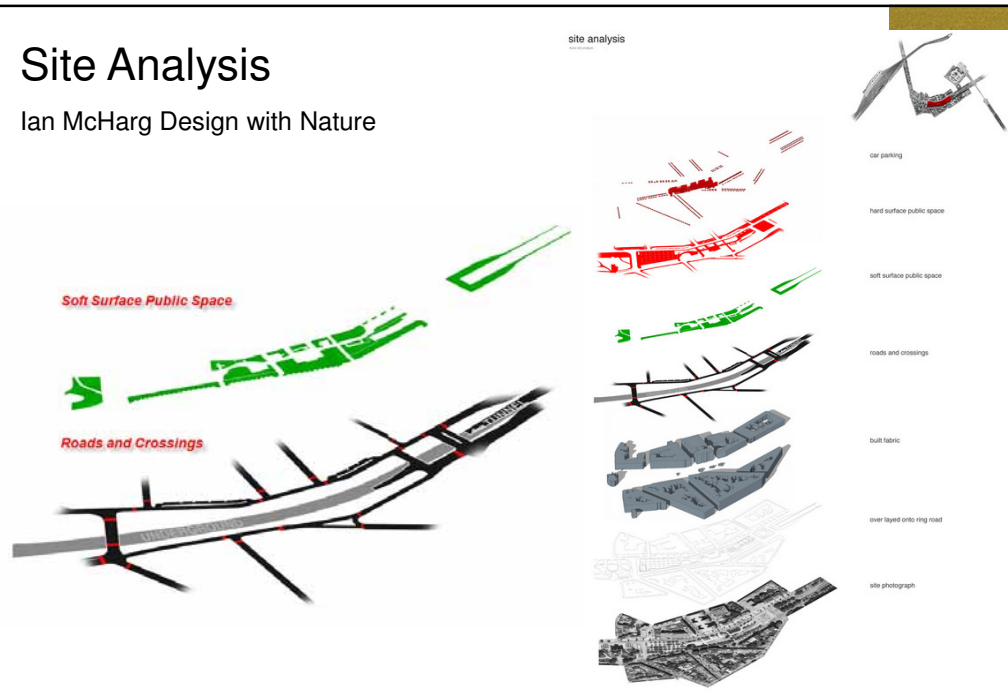 Site Analysis
Ian McHarg Design with Nature
Soft Surface Public Space
Roads and Crossings
TUNNEL
UNDERGROUND
site analysis
car parking
hard surface public space
soft surface public space
roads and crossings
built fabric
over layed onto ring road
site photograph